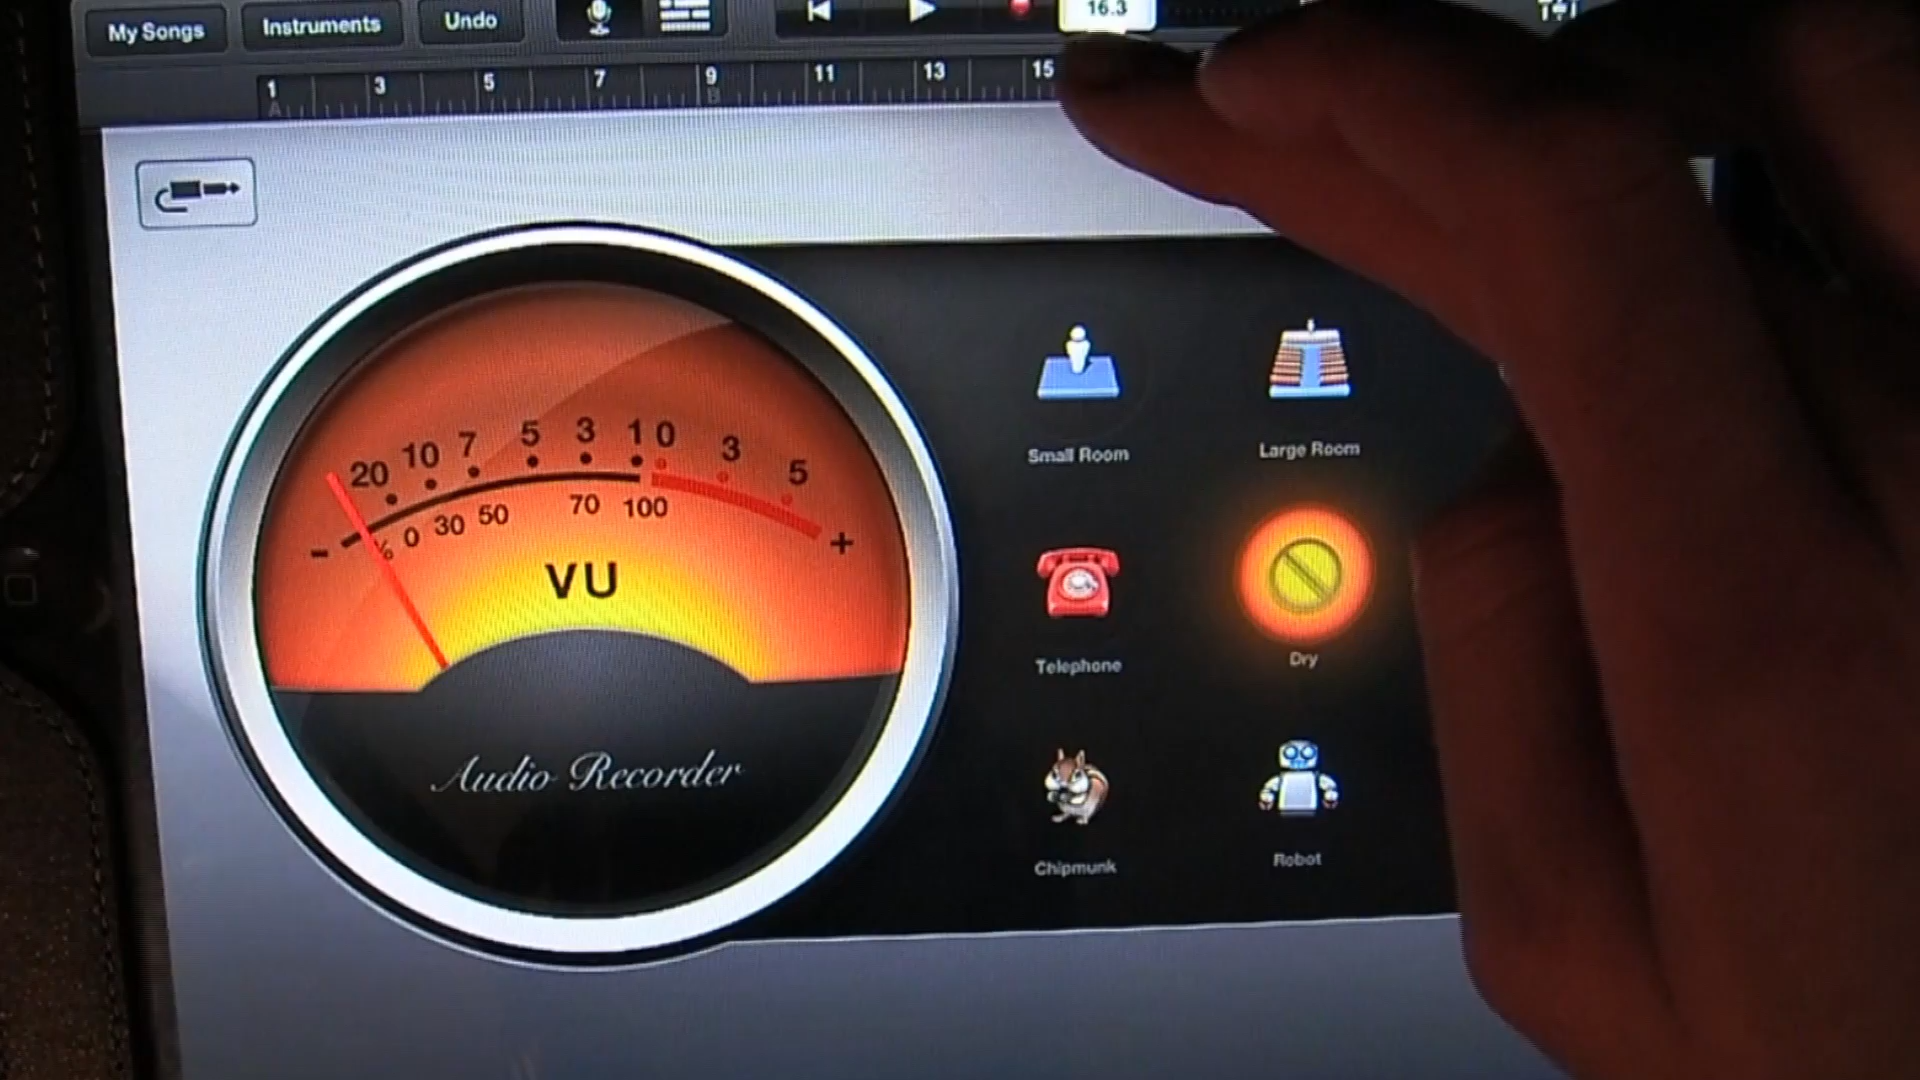 My Songs Instruments Undo 16.3
1 3 5 7 9 11 13 15
A B
20 10 7 5 3 1 0 3 5
- % 0 30 50 70 100 +
VU
Audio Recorder
Small Room Large Room
Telephone Dry
Chipmunk Robot